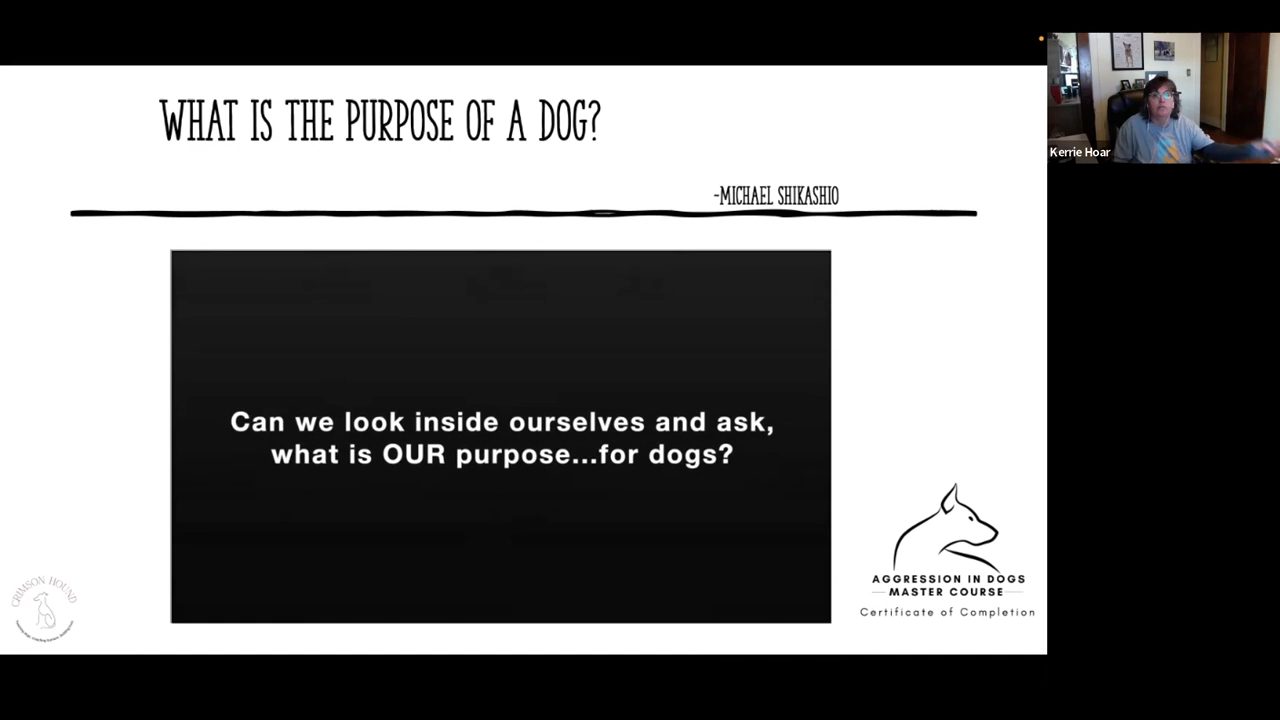 WHAT IS THE PURPOSE OF A DOG?
~MICHAEL SHIKASHIO
Can we look inside ourselves and ask,
what is OUR purpose...for dogs?
AGGRESSION IN DOGS
MASTER COURSE
Certificate of Completion
CRIMSON HOUND
Kerrie Hoar